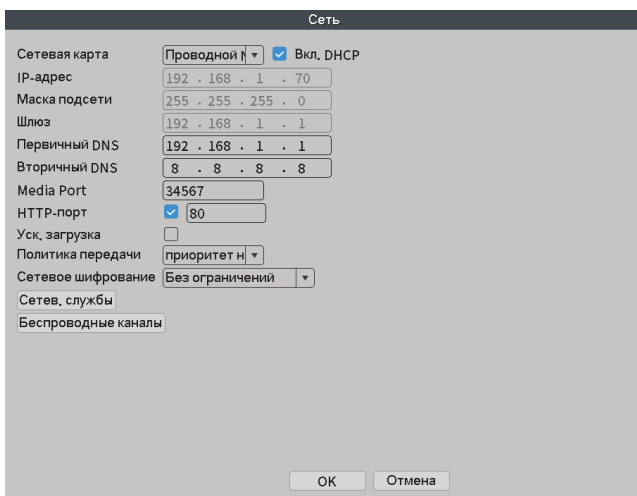 Сеть
Сетевая карта Проводной Вкл. DHCP
IP-адрес 192 . 168 . 1 . 70
Маска подсети 255 . 255 . 255 . 0
Шлюз 192 . 168 . 1 . 1
Первичный DNS 192 . 168 . 1 . 1
Вторичный DNS 8 . 8 . 8 . 8
Media Port 34567
HTTP-порт 80
Уск. загрузка
Политика передачи приоритет н
Сетевое шифрование Без ограничений
Сетев. службы
Беспроводные каналы
OK Отмена